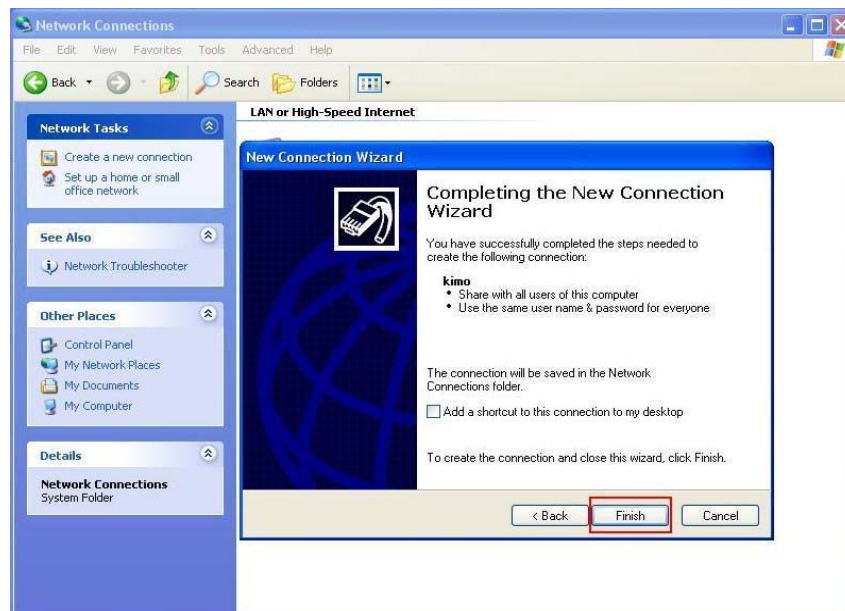 Network Connections
File Edit View Favorites Tools Advanced Help
Back Search Folders
LAN or High-Speed Internet
Network Tasks
Create a new connection
Set up a home or small
office network
See Also
Network Troubleshooter
Other Places
Control Panel
My Network Places
My Documents
My Computer
Details
Network Connections
System Folder
New Connection Wizard
Completing the New Connection
Wizard
You have successfully completed the steps needed to
create the following connection:
kimo
• Share with all users of this computer
• Use the same user name & password for everyone
The connection will be saved in the Network
Connections folder.
Add a shortcut to this connection to my desktop
To create the connection and close this wizard, click Finish.
< Back Finish Cancel